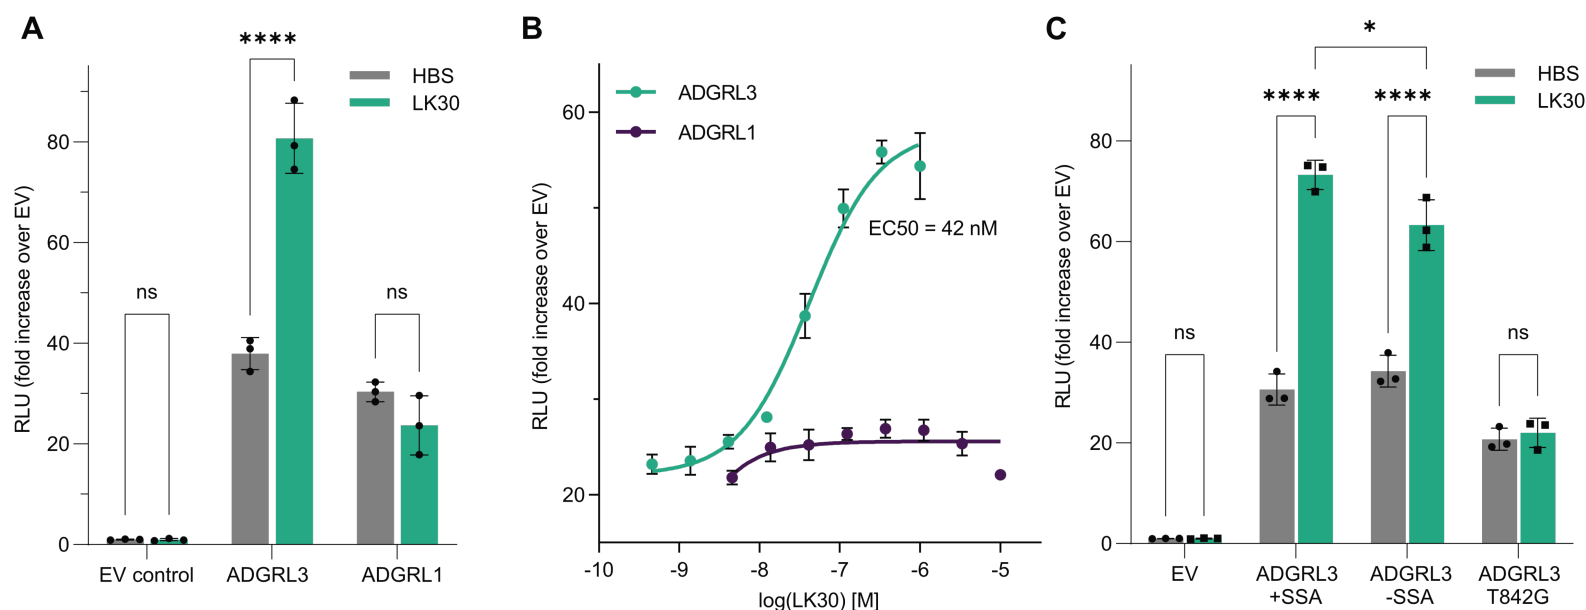 A
****
HBS
LK30
80
60
40
20
0
ns
ns
RLU (fold increase over EV)
EV control
ADGRL3
ADGRL1
B
ADGRL3
ADGRL1
60
40
20
EC50 = 42 nM
RLU (fold increase over EV)
-10
-9
-8
-7
-6
-5
log(LK30) [M]
C
*
HBS
LK30
****
****
80
60
40
20
0
ns
ns
RLU (fold increase over EV)
EV
ADGRL3
+SSA
ADGRL3
-SSA
ADGRL3
T842G